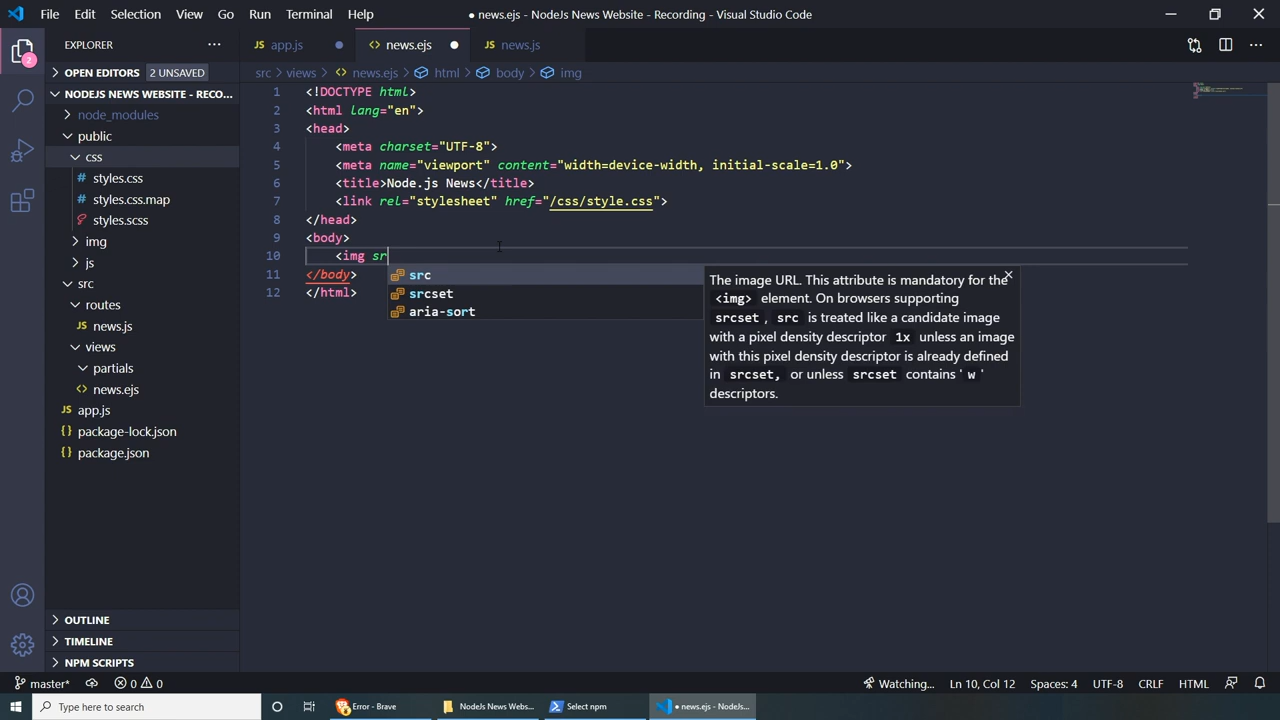 File Edit Selection View Go Run Terminal Help
● news.ejs - NodeJs News Website - Recording - Visual Studio Code
EXPLORER
app.js
news.ejs
news.js
2
OPEN EDITORS 2 UNSAVED
src > views > news.ejs > html > body > img
NODEJS NEWS WEBSITE - RECO...
node_modules
public
css
styles.css
styles.css.map
styles.scss
img
js
src
routes
JS news.js
views
partials
news.ejs
JS app.js
package-lock.json
package.json
OUTLINE
TIMELINE
NPM SCRIPTS
1 <!DOCTYPE html>
2 <html lang="en">
3 <head>
4 <meta charset="UTF-8">
5 <meta name="viewport" content="width=device-width, initial-scale=1.0">
6 <title>Node.js News</title>
7 <link rel="stylesheet" href="/css/style.css">
8 </head>
9 <body>
10 <img sr
11 </body>
12 </html>
src
srcset
aria-sort
The image URL. This attribute is mandatory for the
<img> element. On browsers supporting
srcset, src is treated like a candidate image
with a pixel density descriptor 1x unless an image
with this pixel density descriptor is already defined
in srcset, or unless srcset contains ' w '
descriptors.
master* 0 0 Watching... Ln 10, Col 12 Spaces: 4 UTF-8 CRLF HTML
Type here to search Error - Brave NodeJs News Webs... Select npm ● news.ejs - NodeJs...